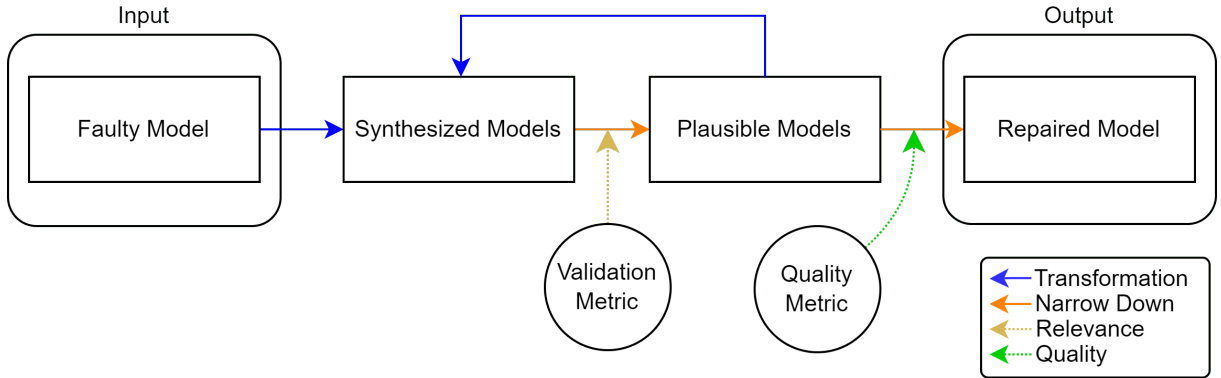 Input
Output
Faulty Model
Synthesized Models
Plausible Models
Repaired Model
Validation
Metric
Quality
Metric
Transformation
Narrow Down
Relevance
Quality